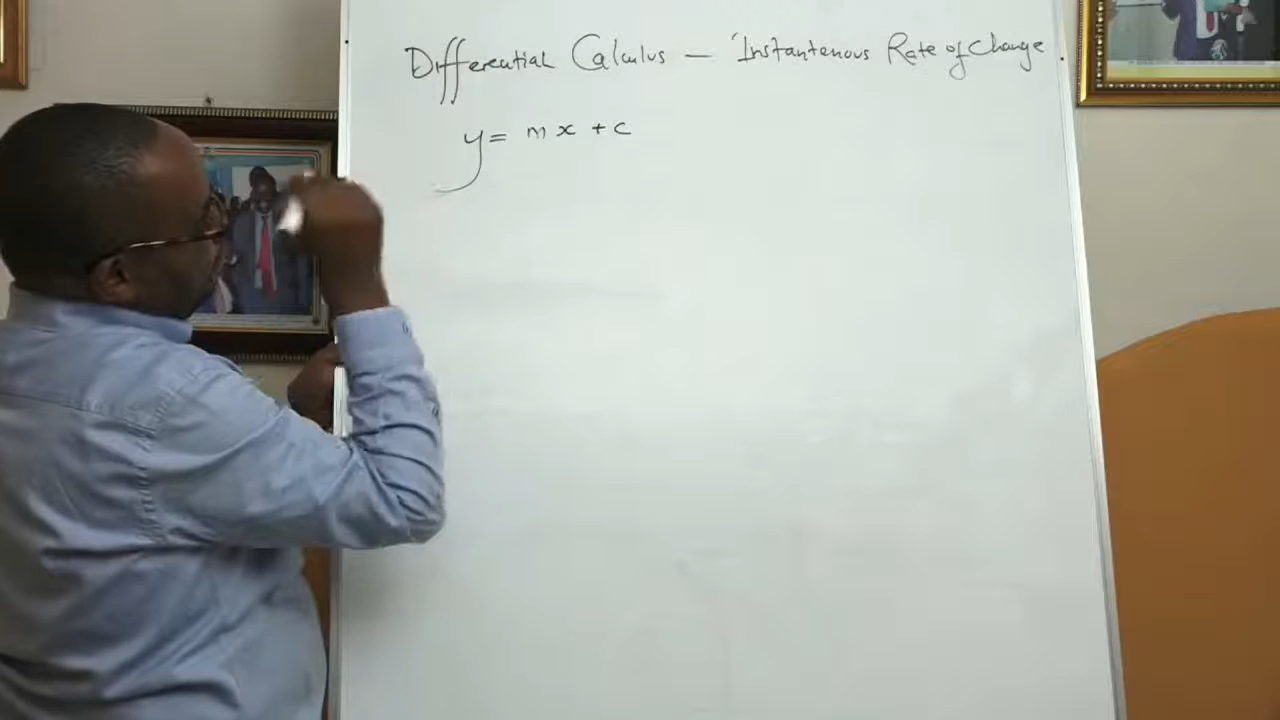 Differential Calculus — Instantenous Rate of Change
y = mx + c